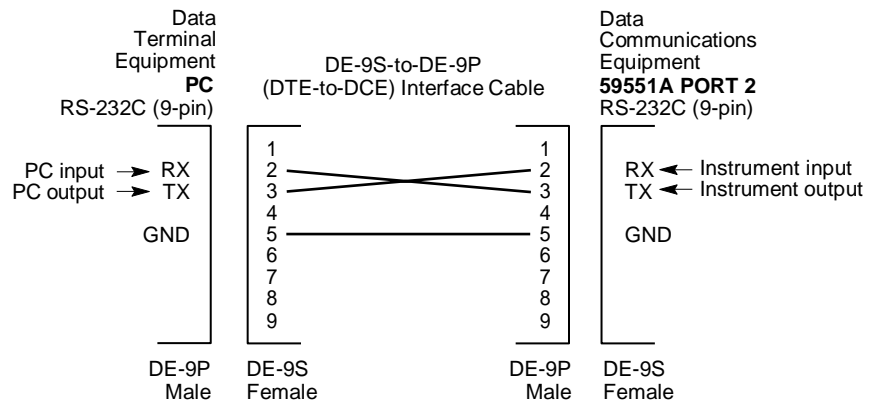 Data
Terminal
Equipment
PC
RS-232C (9-pin)
DE-9S-to-DE-9P
(DTE-to-DCE) Interface Cable
Data
Communications
Equipment
59551A PORT 2
RS-232C (9-pin)
PC input → RX
PC output → TX
GND
1
2
3
4
5
6
7
8
9
1
2
3
4
5
6
7
8
9
RX ← Instrument input
TX ← Instrument output
GND
DE-9P
Male
DE-9S
Female
DE-9P
Male
DE-9S
Female